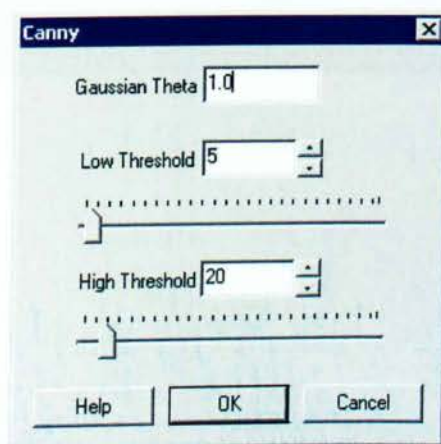 Canny
Gaussian Theta 1.0
Low Threshold 5
High Threshold 20
Help OK Cancel